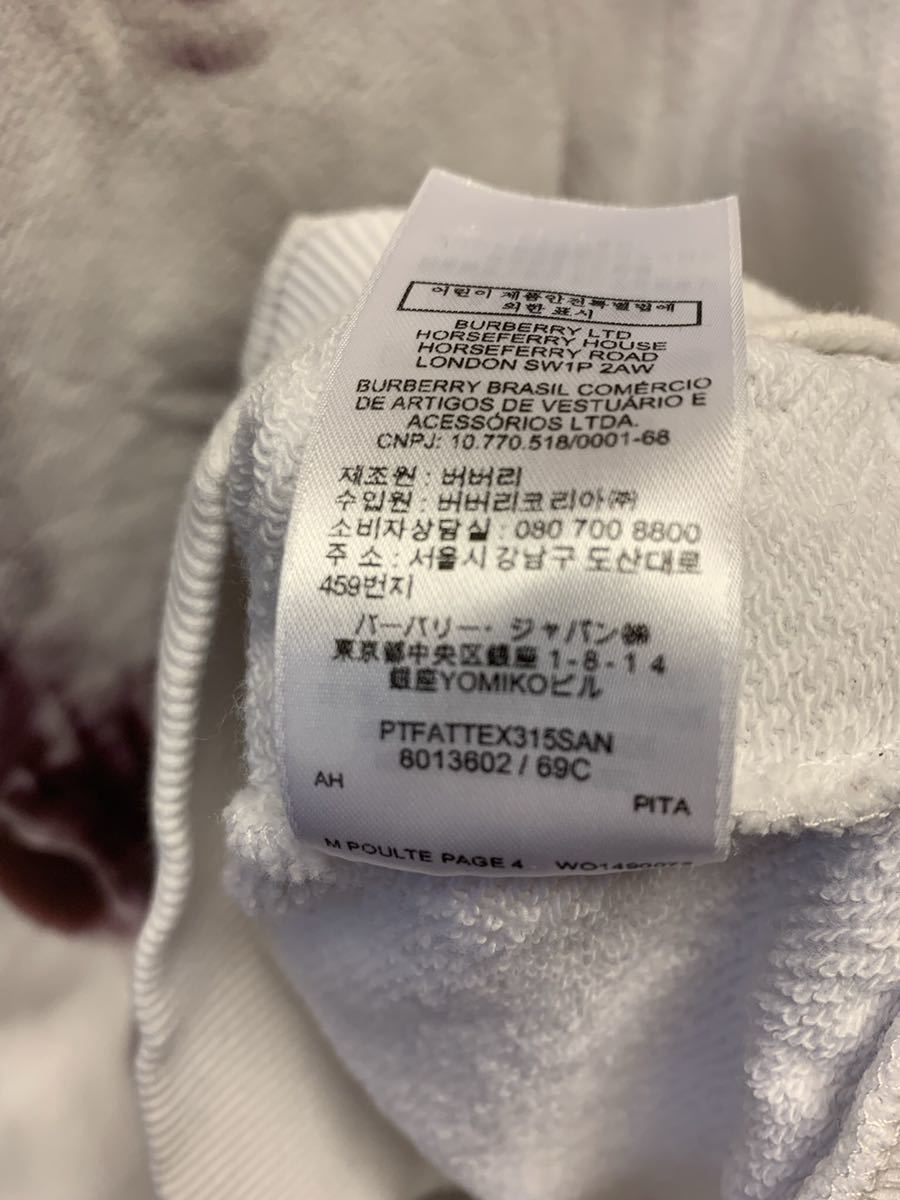 어린이 제품안전특별법에
의한 표시
BURBERRY LTD
HORSEFERRY HOUSE
HORSEFERRY ROAD
LONDON SW1P 2AW
BURBERRY BRASIL COMÉRCIO
DE ARTIGOS DE VESTUÁRIO E
ACESSÓRIOS LTDA.
CNPJ: 10.770.518/0001-68
제조원 : 버버리
수입원 : 버버리코리아㈜
소비자상담실 : 080 700 8800
주 소 : 서울시 강남구 도산대로
459번지
バーバリー・ジャパン㈱
東京都中央区銀座 1-8-14
銀座YOMIKOビル
PTFATTEX315SAN
8013602 / 69C
AH
PITA
M POULTE PAGE 4